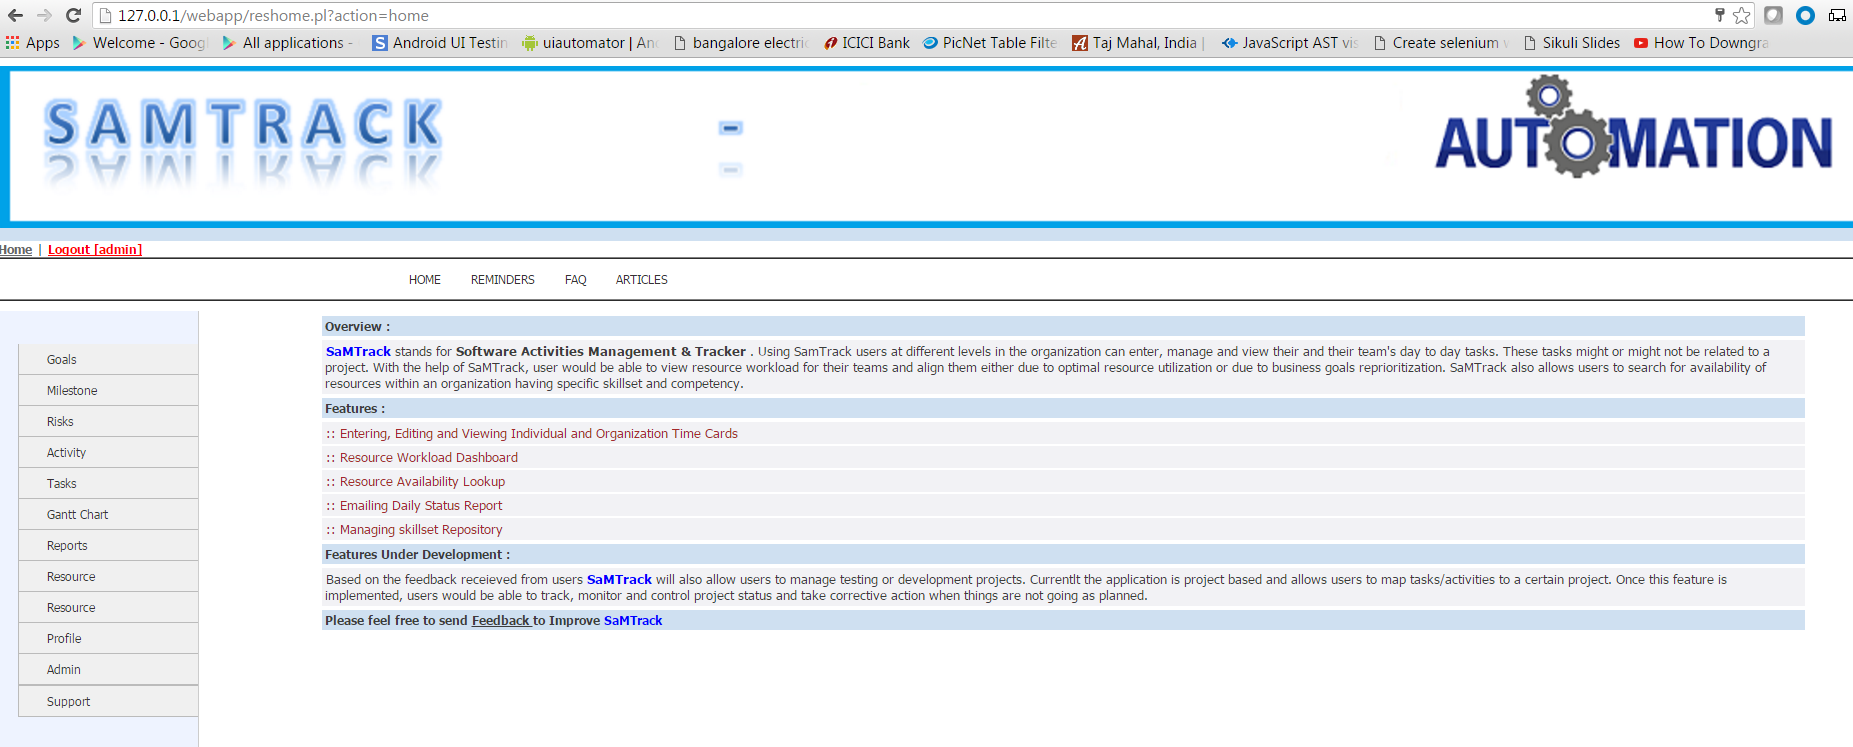 127.0.0.1/webapp/reshome.pl?action=home
Apps Welcome - Googl All applications - Android UI Testin uiautomator | An bangalore electric ICICI Bank PicNet Table Filte Taj Mahal, India | JavaScript AST vis Create selenium w Sikuli Slides How To Downgra
SAMTRACK - AUTOMATION
Home | Logout [admin]
HOME REMINDERS FAQ ARTICLES
Goals
Milestone
Risks
Activity
Tasks
Gantt Chart
Reports
Resource
Resource
Profile
Admin
Support
Overview :
SaMTrack stands for Software Activities Management & Tracker . Using SamTrack users at different levels in the organization can enter, manage and view their and their team's day to day tasks. These tasks might or might not be related to a
project. With the help of SaMTrack, user would be able to view resource workload for their teams and align them either due to optimal resource utilization or due to business goals reprioritization. SaMTrack also allows users to search for availability of
resources within an organization having specific skillset and competency.
Features :
:: Entering, Editing and Viewing Individual and Organization Time Cards
:: Resource Workload Dashboard
:: Resource Availability Lookup
:: Emailing Daily Status Report
:: Managing skillset Repository
Features Under Development :
Based on the feedback receieved from users SaMTrack will also allow users to manage testing or development projects. Currentlt the application is project based and allows users to map tasks/activities to a certain project. Once this feature is
implemented, users would be able to track, monitor and control project status and take corrective action when things are not going as planned.
Please feel free to send Feedback to Improve SaMTrack